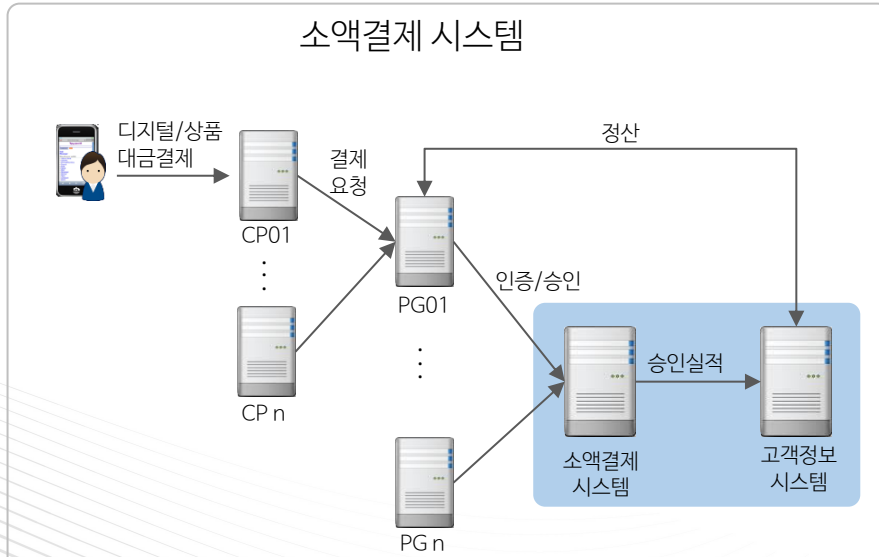 소액결제 시스템
디지털/상품
대금결제
결제
요청
정산
CP01
PG01
인증/승인
CP n
승인실적
소액결제
시스템
고객정보
시스템
PG n